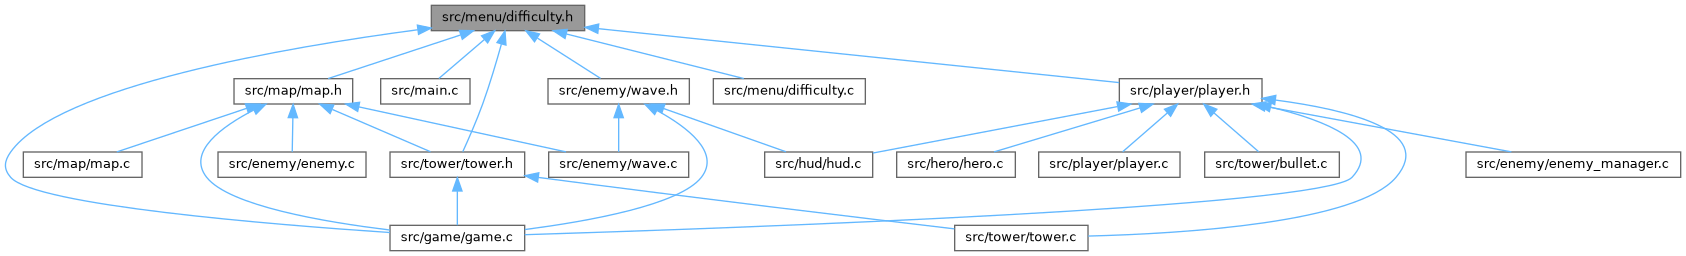 src/menu/difficulty.h
src/map/map.h
src/main.c
src/enemy/wave.h
src/menu/difficulty.c
src/player/player.h
src/map/map.c
src/enemy/enemy.c
src/tower/tower.h
src/enemy/wave.c
src/hud/hud.c
src/hero/hero.c
src/player/player.c
src/tower/bullet.c
src/enemy/enemy_manager.c
src/game/game.c
src/tower/tower.c